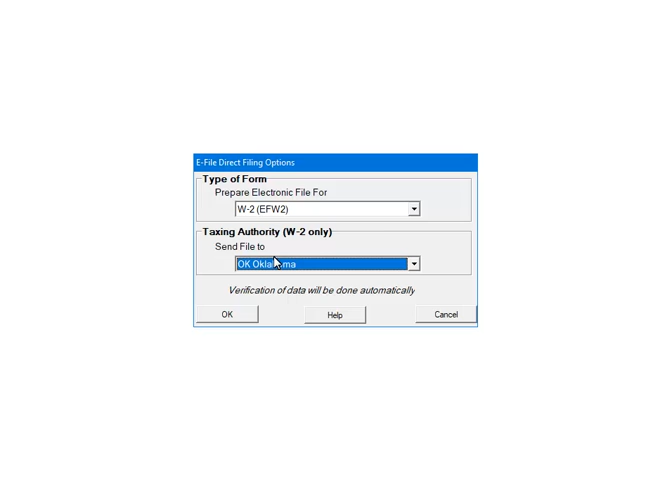 E-File Direct Filing Options
Type of Form
Prepare Electronic File For
W-2 (EFW2)
Taxing Authority (W-2 only)
Send File to
OK Oklahoma
Verification of data will be done automatically
OK
Help
Cancel